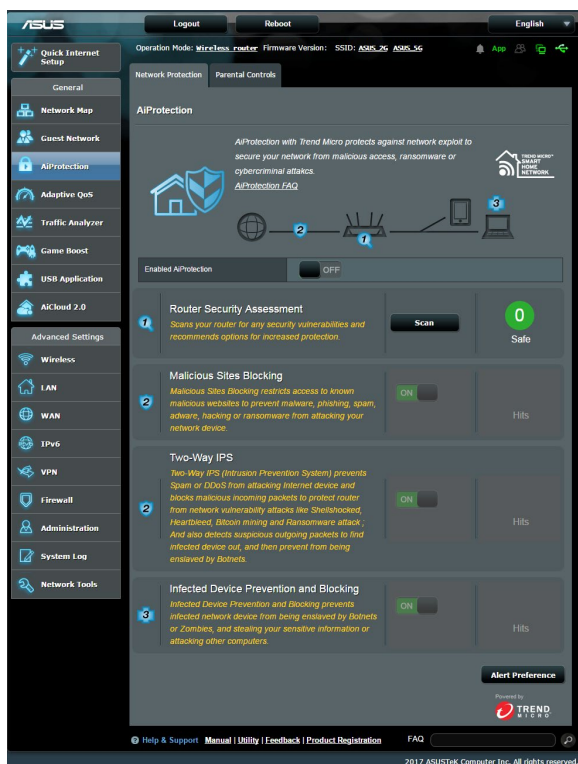 ASUS
Logout
Reboot
English
Quick Internet
Setup
Operation Mode: Wireless router Firmware Version: SSID: ASUS_2G ASUS_5G
App
General
Network Map
Guest Network
AiProtection
Adaptive QoS
Traffic Analyzer
Game Boost
USB Application
AiCloud 2.0
Advanced Settings
Wireless
LAN
WAN
IPv6
VPN
Firewall
Administration
System Log
Network Tools
Network Protection
Parental Controls
AiProtection
AiProtection with Trend Micro protects against network exploit to
secure your network from malicious access, ransomware or
cybercriminal attakcs.
AiProtection FAQ
TREND MICRO™
SMART
HOME
NETWORK
3
2
1
Enabled AiProtection
OFF
1
Router Security Assessment
Scans your router for any security vulnerabilities and
recommends options for increased protection.
Scan
0
Safe
2
Malicious Sites Blocking
Malicious Sites Blocking restricts access to known
malicious websites to prevent malware, phishing, spam,
adware, hacking or ransomware from attacking your
network device.
ON
Hits
2
Two-Way IPS
Two-Way IPS (Intrusion Prevention System) prevents
Spam or DDoS from attacking Internet device and
blocks malicious incoming packets to protect router
from network vulnerability attacks like Shellshocked,
Heartbleed, Bitcoin mining and Ransomware attack ;
And also detects suspicious outgoing packets to find
infected device out, and then prevent from being
enslaved by Botnets.
ON
Hits
3
Infected Device Prevention and Blocking
Infected Device Prevention and Blocking prevents
infected network device from being enslaved by Botnets
or Zombies, and stealing your sensitive information or
attacking other computers.
ON
Hits
Alert Preference
Powered by
TREND
MICRO
Help & Support Manual | Utility | Feedback | Product Registration
FAQ
2017 ASUSTeK Computer Inc. All rights reserved